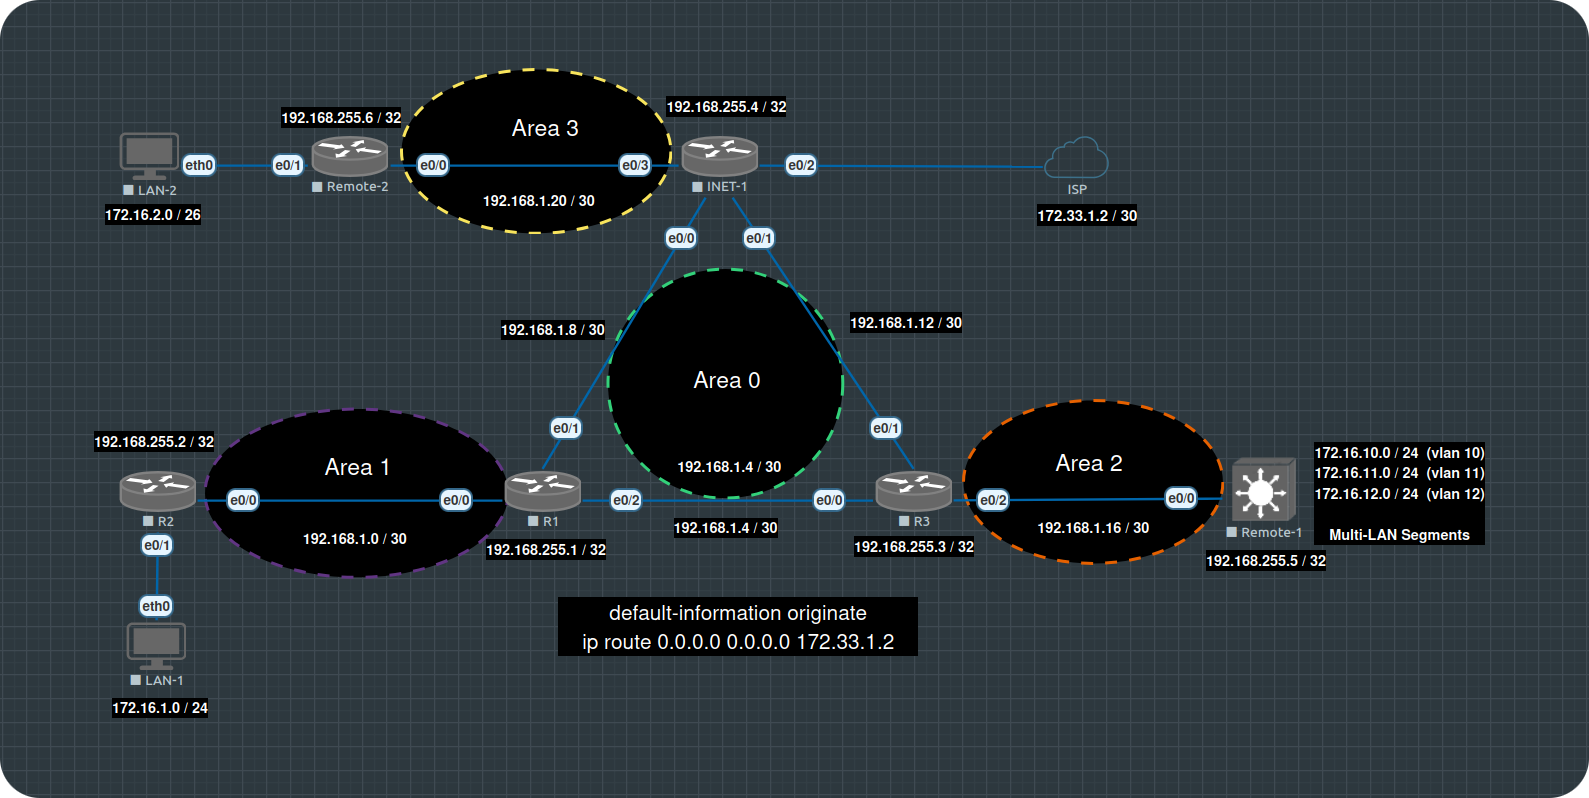 192.168.255.6 / 32
Area 3
192.168.255.4 / 32
eth0
e0/1
e0/0
e0/3
e0/2
LAN-2
Remote-2
INET-1
ISP
172.16.2.0 / 26
192.168.1.20 / 30
172.33.1.2 / 30
e0/0
e0/1
192.168.1.8 / 30
192.168.1.12 / 30
Area 0
e0/1
e0/1
192.168.255.2 / 32
Area 1
192.168.1.4 / 30
Area 2
172.16.10.0 / 24 (vlan 10)
172.16.11.0 / 24 (vlan 11)
172.16.12.0 / 24 (vlan 12)
Multi-LAN Segments
e0/0
e0/0
e0/2
e0/0
e0/2
e0/0
R2
R1
R3
Remote-1
192.168.1.0 / 30
192.168.1.4 / 30
192.168.1.16 / 30
e0/1
192.168.255.1 / 32
192.168.255.3 / 32
192.168.255.5 / 32
eth0
default-information originate
ip route 0.0.0.0 0.0.0.0 172.33.1.2
LAN-1
172.16.1.0 / 24